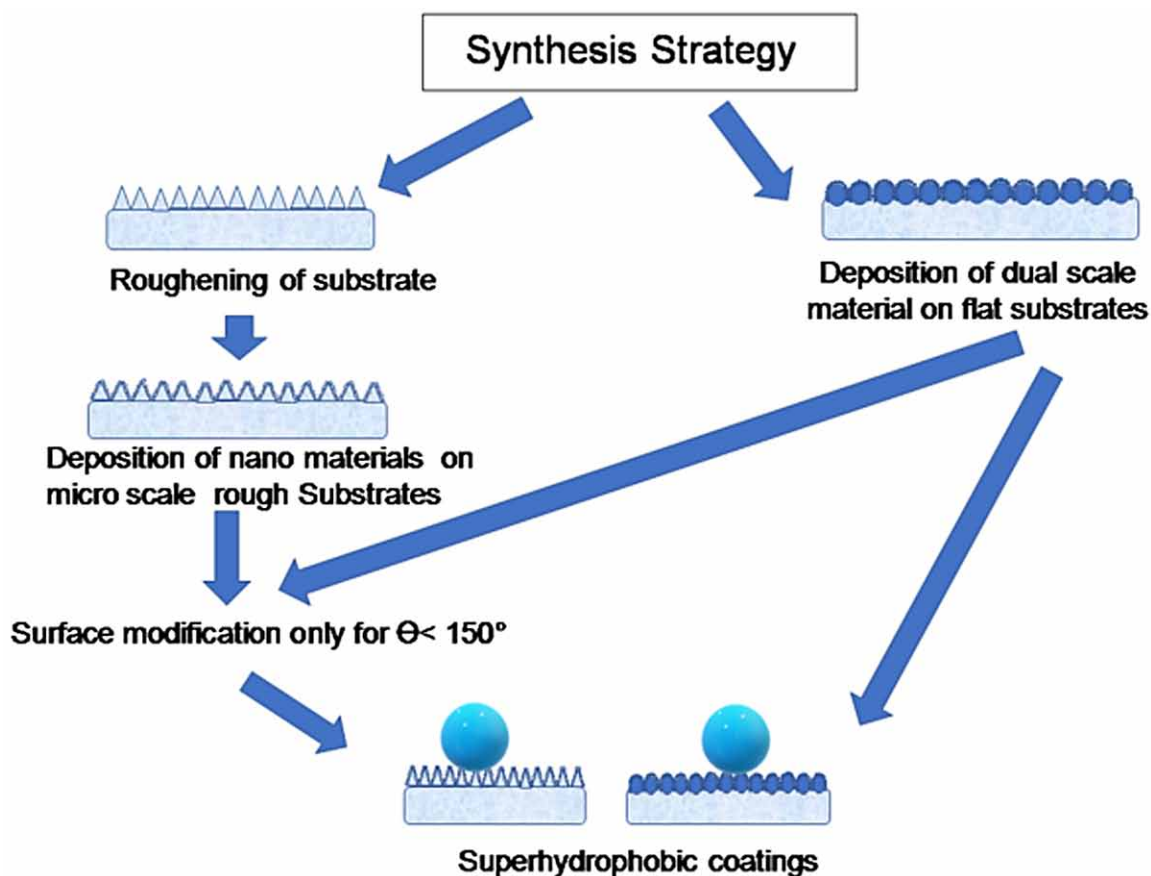 Synthesis Strategy
Roughening of substrate
Deposition of dual scale
material on flat substrates
Deposition of nano materials on
micro scale rough Substrates
Surface modification only for Θ< 150°
Superhydrophobic coatings